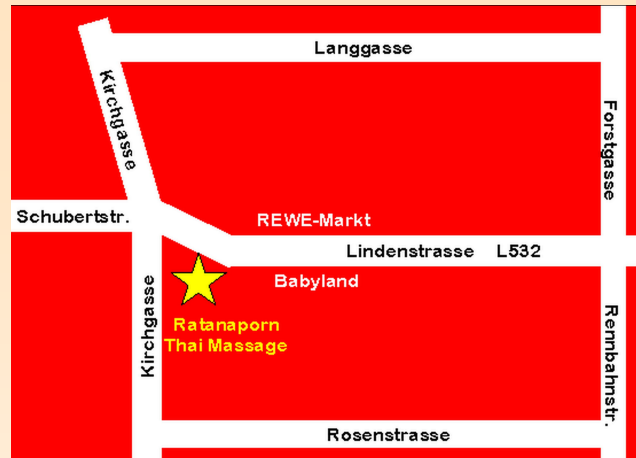 Langgasse
Kirchgasse
Forstgasse
Schubertstr.
REWE-Markt
Lindenstrasse L532
Babyland
Kirchgasse
Ratanaporn
Thai Massage
Rennbahnstr.
Rosenstrasse